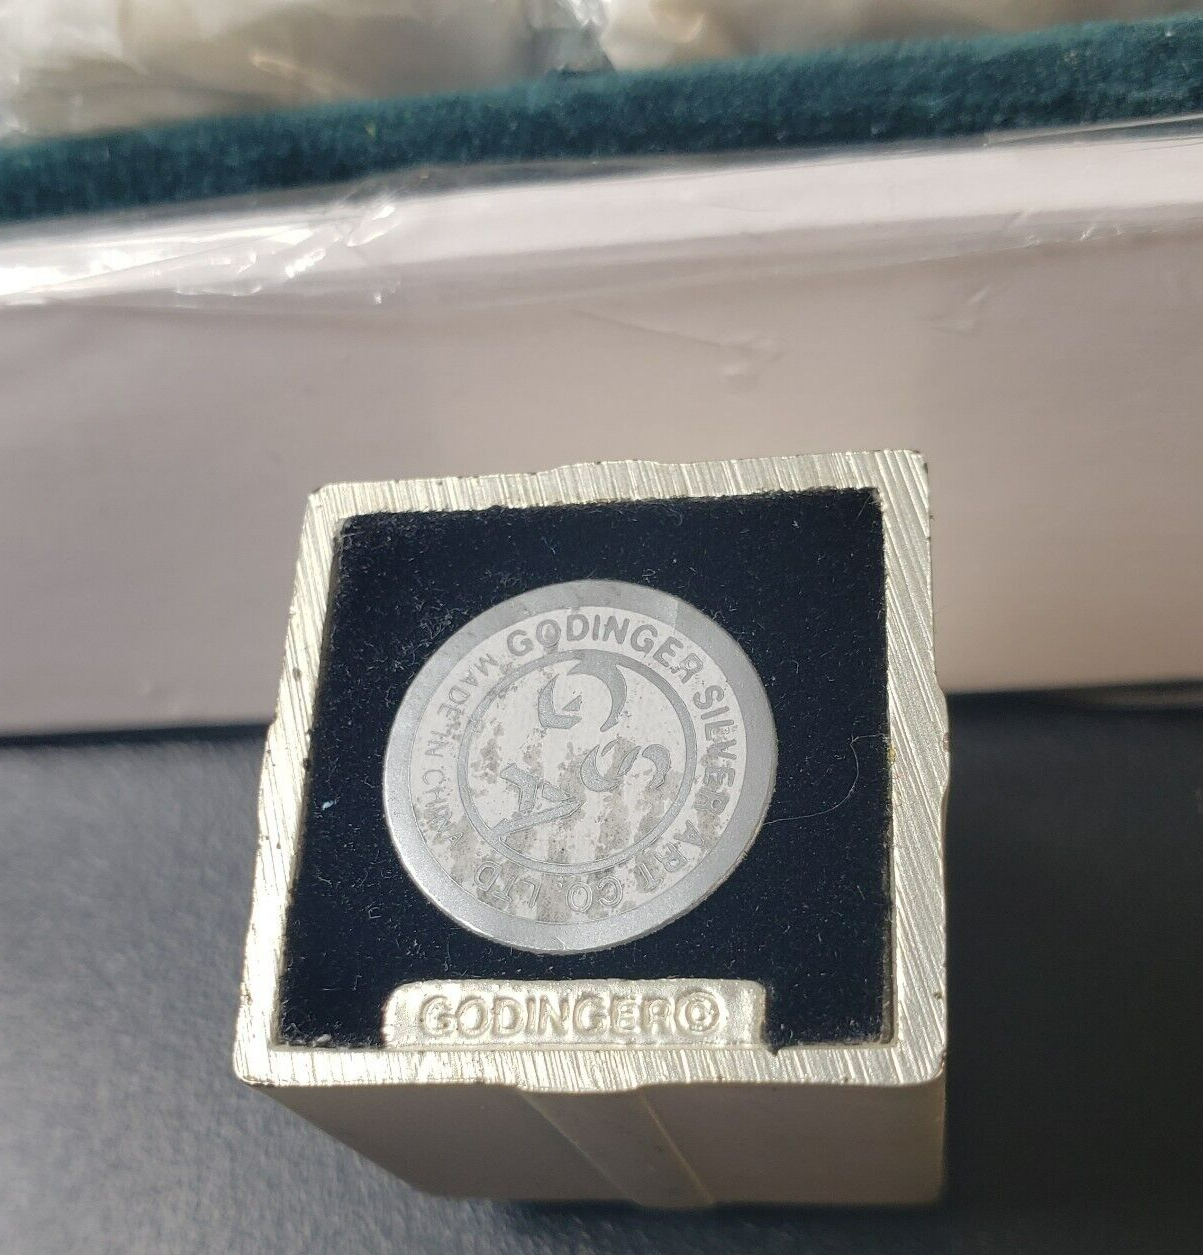 GODINGER SILVER ART CO. LTD
MADE IN CHINA
G
S
A
GODINGER©